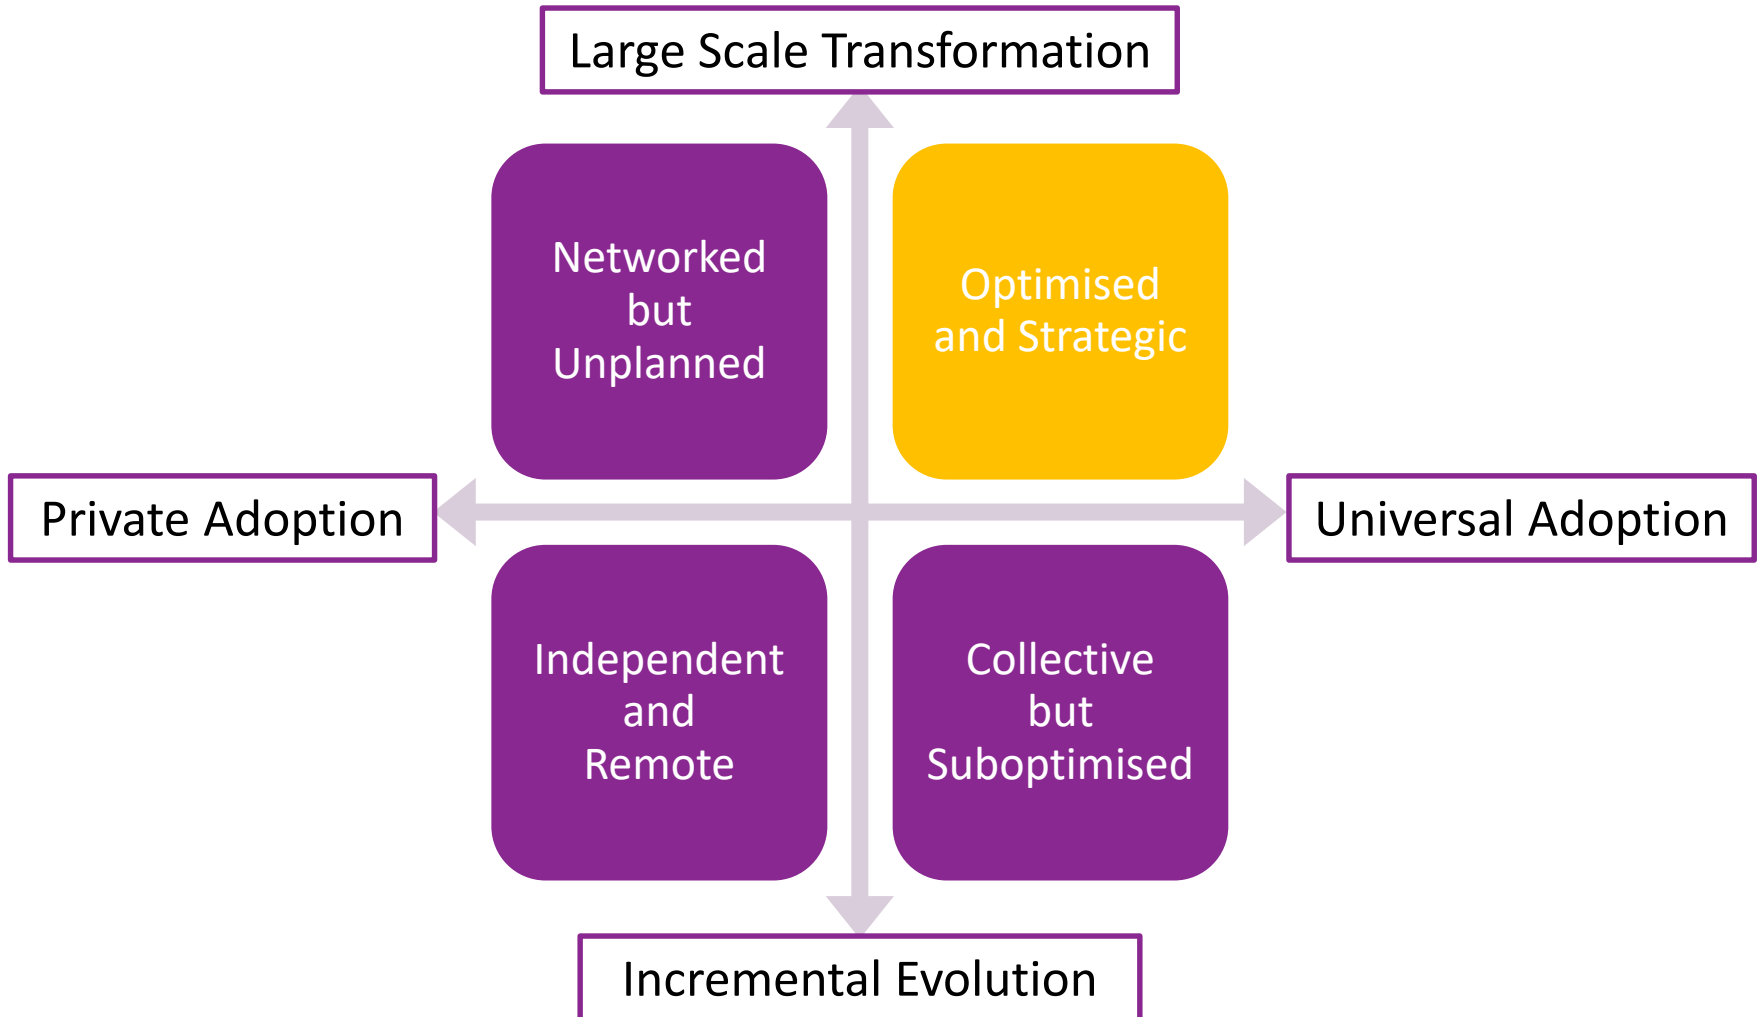 Large Scale Transformation
Networked
but
Unplanned
Optimised
and Strategic
Private Adoption
Universal Adoption
Independent
and
Remote
Collective
but
Suboptimised
Incremental Evolution